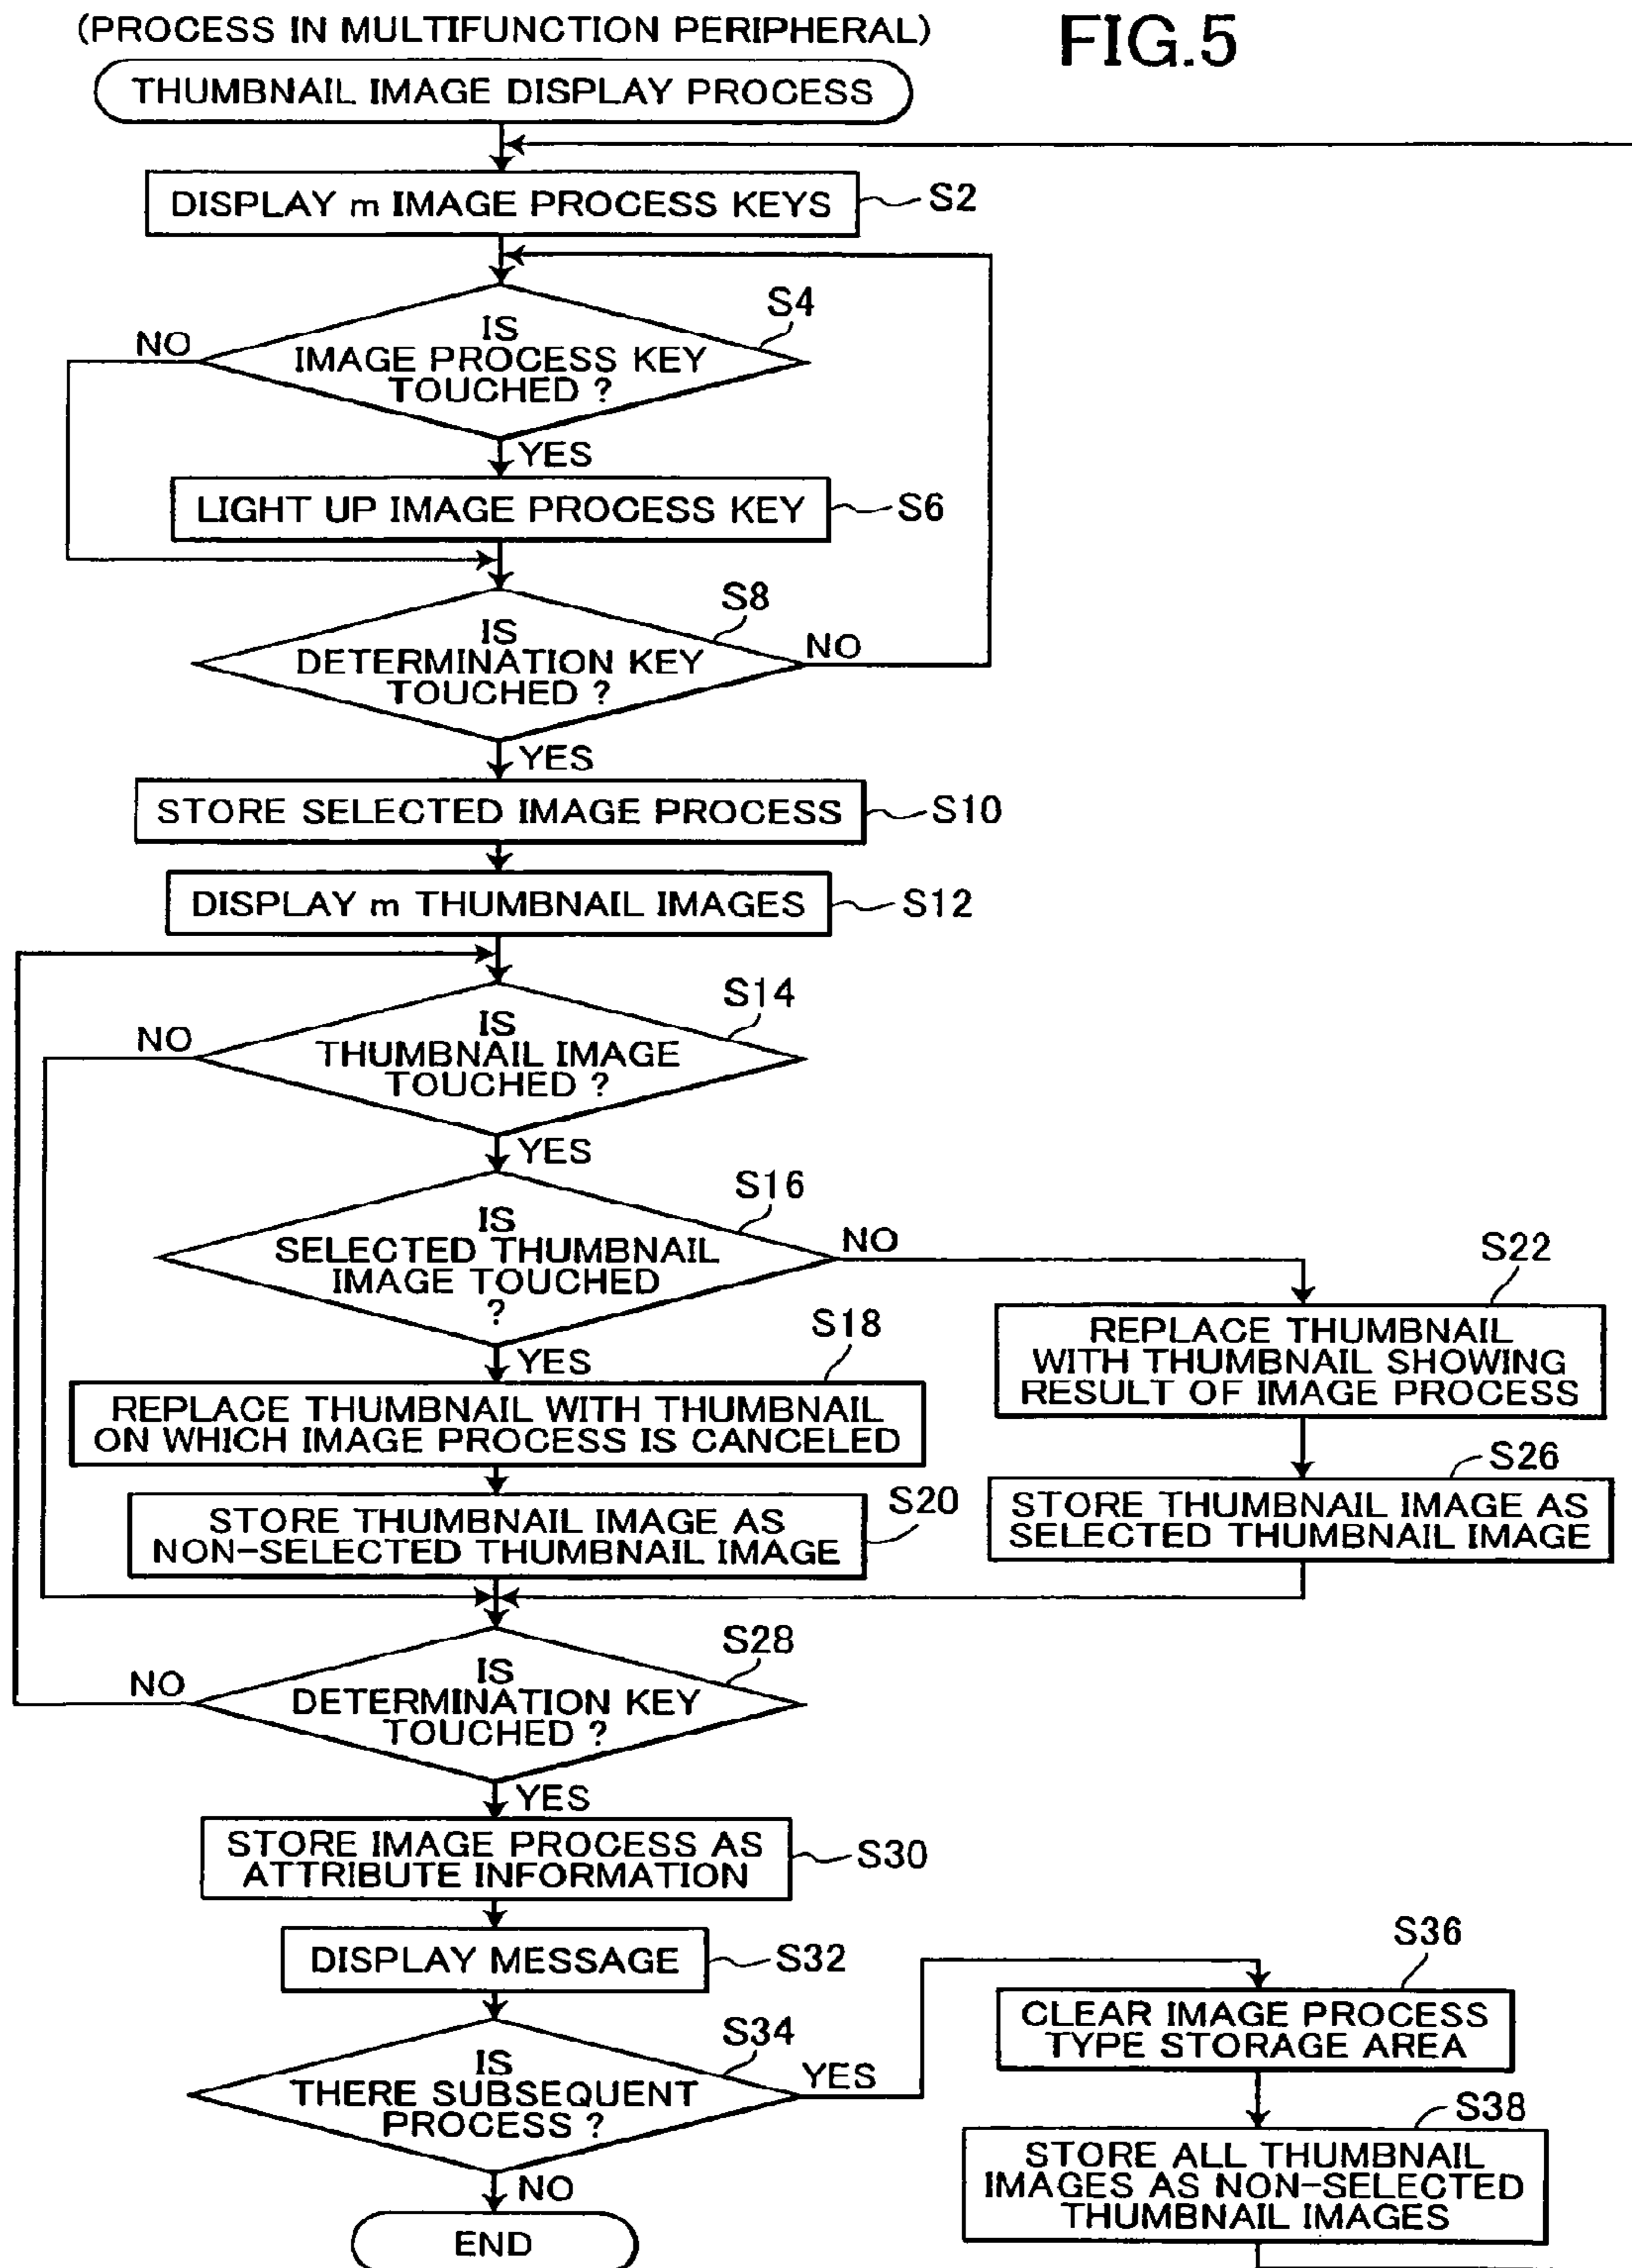 (PROCESS IN MULTIFUNCTION PERIPHERAL)
FIG.5
THUMBNAIL IMAGE DISPLAY PROCESS
DISPLAY m IMAGE PROCESS KEYS
S2
S4
IS
IMAGE PROCESS KEY
TOUCHED ?
NO
YES
LIGHT UP IMAGE PROCESS KEY
S6
S8
IS
DETERMINATION KEY
TOUCHED ?
NO
YES
STORE SELECTED IMAGE PROCESS
S10
DISPLAY m THUMBNAIL IMAGES
S12
S14
IS
THUMBNAIL IMAGE
TOUCHED ?
NO
YES
S16
IS
SELECTED THUMBNAIL
IMAGE TOUCHED
?
NO
YES
S22
REPLACE THUMBNAIL
WITH THUMBNAIL SHOWING
RESULT OF IMAGE PROCESS
S18
REPLACE THUMBNAIL WITH THUMBNAIL
ON WHICH IMAGE PROCESS IS CANCELED
S26
STORE THUMBNAIL IMAGE AS
SELECTED THUMBNAIL IMAGE
S20
STORE THUMBNAIL IMAGE AS
NON-SELECTED THUMBNAIL IMAGE
S28
IS
DETERMINATION KEY
TOUCHED ?
NO
YES
STORE IMAGE PROCESS AS
ATTRIBUTE INFORMATION
S30
DISPLAY MESSAGE
S32
S34
IS
THERE SUBSEQUENT
PROCESS ?
YES
NO
S36
CLEAR IMAGE PROCESS
TYPE STORAGE AREA
S38
STORE ALL THUMBNAIL
IMAGES AS NON-SELECTED
THUMBNAIL IMAGES
END